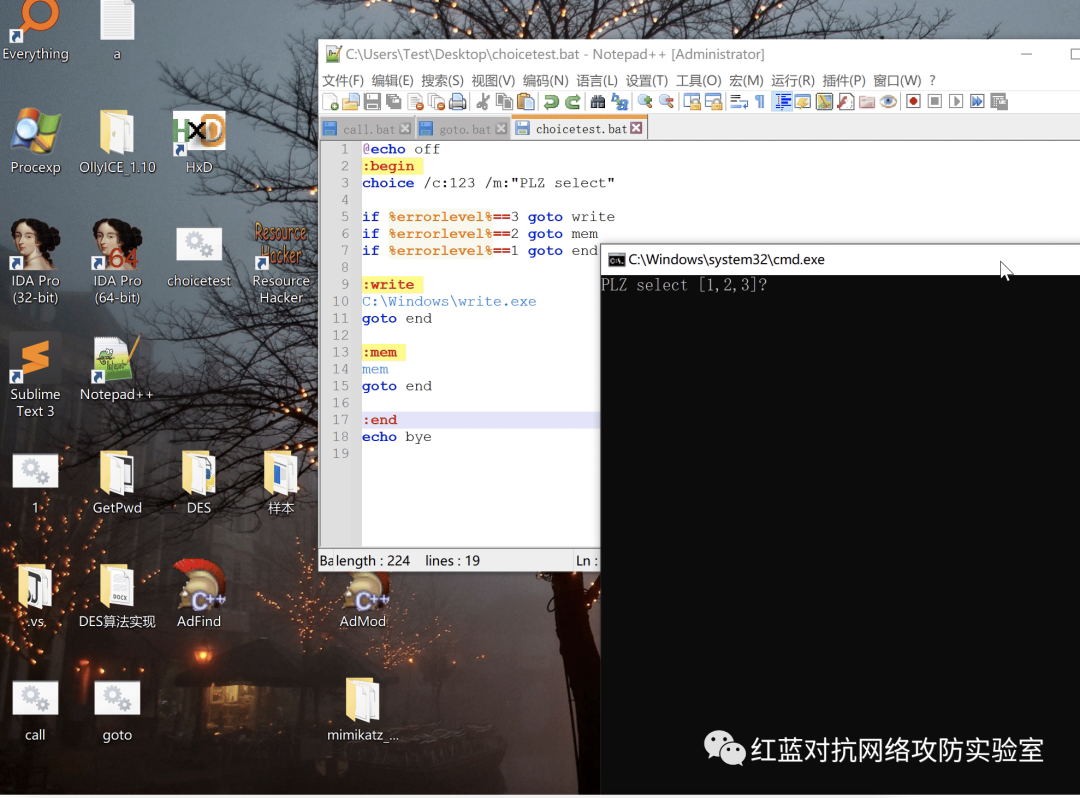 Everything
a
Procexp
OllyICE_1.10
HxD
HxD
IDA Pro
(32-bit)
64
IDA Pro
(64-bit)
choicetest
Resource
Hacker
Resource
Hacker
Sublime
Text 3
Notepad++
1
GetPwd
DES
样本
.vs,
DOCX
DES算法实现
C++
AdFind
C++
AdMod
call
goto
mimikatz_...
C:\Users\Test\Desktop\choicetest.bat - Notepad++ [Administrator]
文件(F) 编辑(E) 搜索(S) 视图(V) 编码(N) 语言(L) 设置(T) 工具(O) 宏(M) 运行(R) 插件(P) 窗口(W) ?
call.bat goto.bat choicetest.bat
1 @echo off
2 :begin
3 choice /c:123 /m:"PLZ select"
4
5 if %errorlevel%==3 goto write
6 if %errorlevel%==2 goto mem
7 if %errorlevel%==1 goto end
8
9 :write
10 C:\Windows\write.exe
11 goto end
12
13 :mem
14 mem
15 goto end
16
17 :end
18 echo bye
19
Ba length : 224 lines : 19 Ln :
C:\Windows\system32\cmd.exe
PLZ select [1,2,3]?
红蓝对抗网络攻防实验室